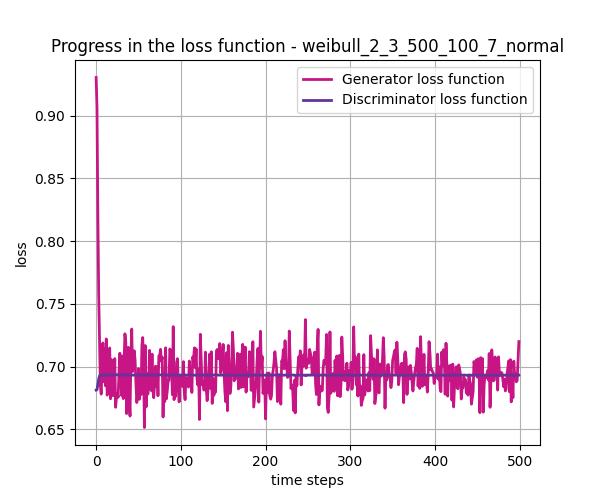 Progress in the loss function - weibull_2_3_500_100_7_normal
Generator loss function
Discriminator loss function
0.90
0.85
0.80
0.75
0.70
0.65
loss
0 100 200 300 400 500
time steps